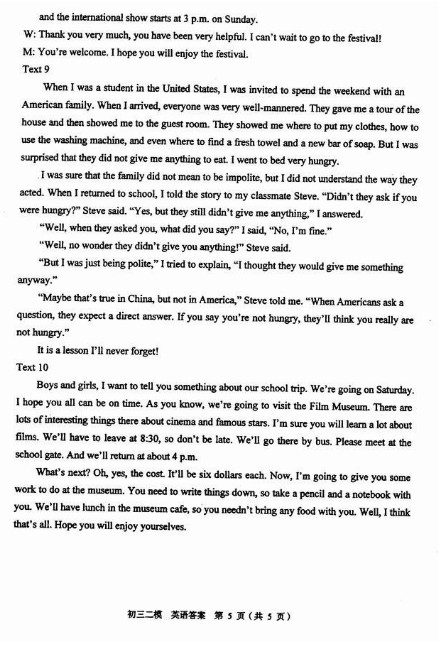 and the international show starts at 3 p.m. on Sunday.
W: Thank you very much, you have been very helpful. I can't wait to go to the festival!
M: You're welcome. I hope you will enjoy the festival.
Text 9
When I was a student in the United States, I was invited to spend the weekend with an
American family. When I arrived, everyone was very well-mannered. They gave me a tour of the
house and then showed me to the guest room. They showed me where to put my clothes, how to
use the washing machine, and even where to find a fresh towel and a new bar of soap. But I was
surprised that they did not give me anything to eat. I went to bed very hungry.
I was sure that the family did not mean to be impolite, but I did not understand the way they
acted. When I returned to school, I told the story to my classmate Steve. "Didn't they ask if you
were hungry?" Steve said. "Yes, but they still didn't give me anything," I answered.
"Well, when they asked you, what did you say?" I said, "No, I'm fine."
"Well, no wonder they didn't give you anything!" Steve said.
"But I was just being polite," I tried to explain, "I thought they would give me something
anyway."
"Maybe that's true in China, but not in America," Steve told me. "When Americans ask a
question, they expect a direct answer. If you say you're not hungry, they'll think you really are
not hungry."
It is a lesson I'll never forget!
Text 10
Boys and girls, I want to tell you something about our school trip. We're going on Saturday.
I hope you all can be on time. As you know, we're going to visit the Film Museum. There are
lots of interesting things there about cinema and famous stars. I'm sure you will learn a lot about
films. We'll have to leave at 8:30, so don't be late. We'll go there by bus. Please meet at the
school gate. And we'll return at about 4 p.m.
What's next? Oh, yes, the cost. It'll be six dollars each. Now, I'm going to give you some
work to do at the museum. You need to write things down, so take a pencil and a notebook with
you. We'll have lunch in the museum cafe, so you needn't bring any food with you. Well, I think
that's all. Hope you will enjoy yourselves.
初三二模 英语答案 第 5 页(共 5 页)